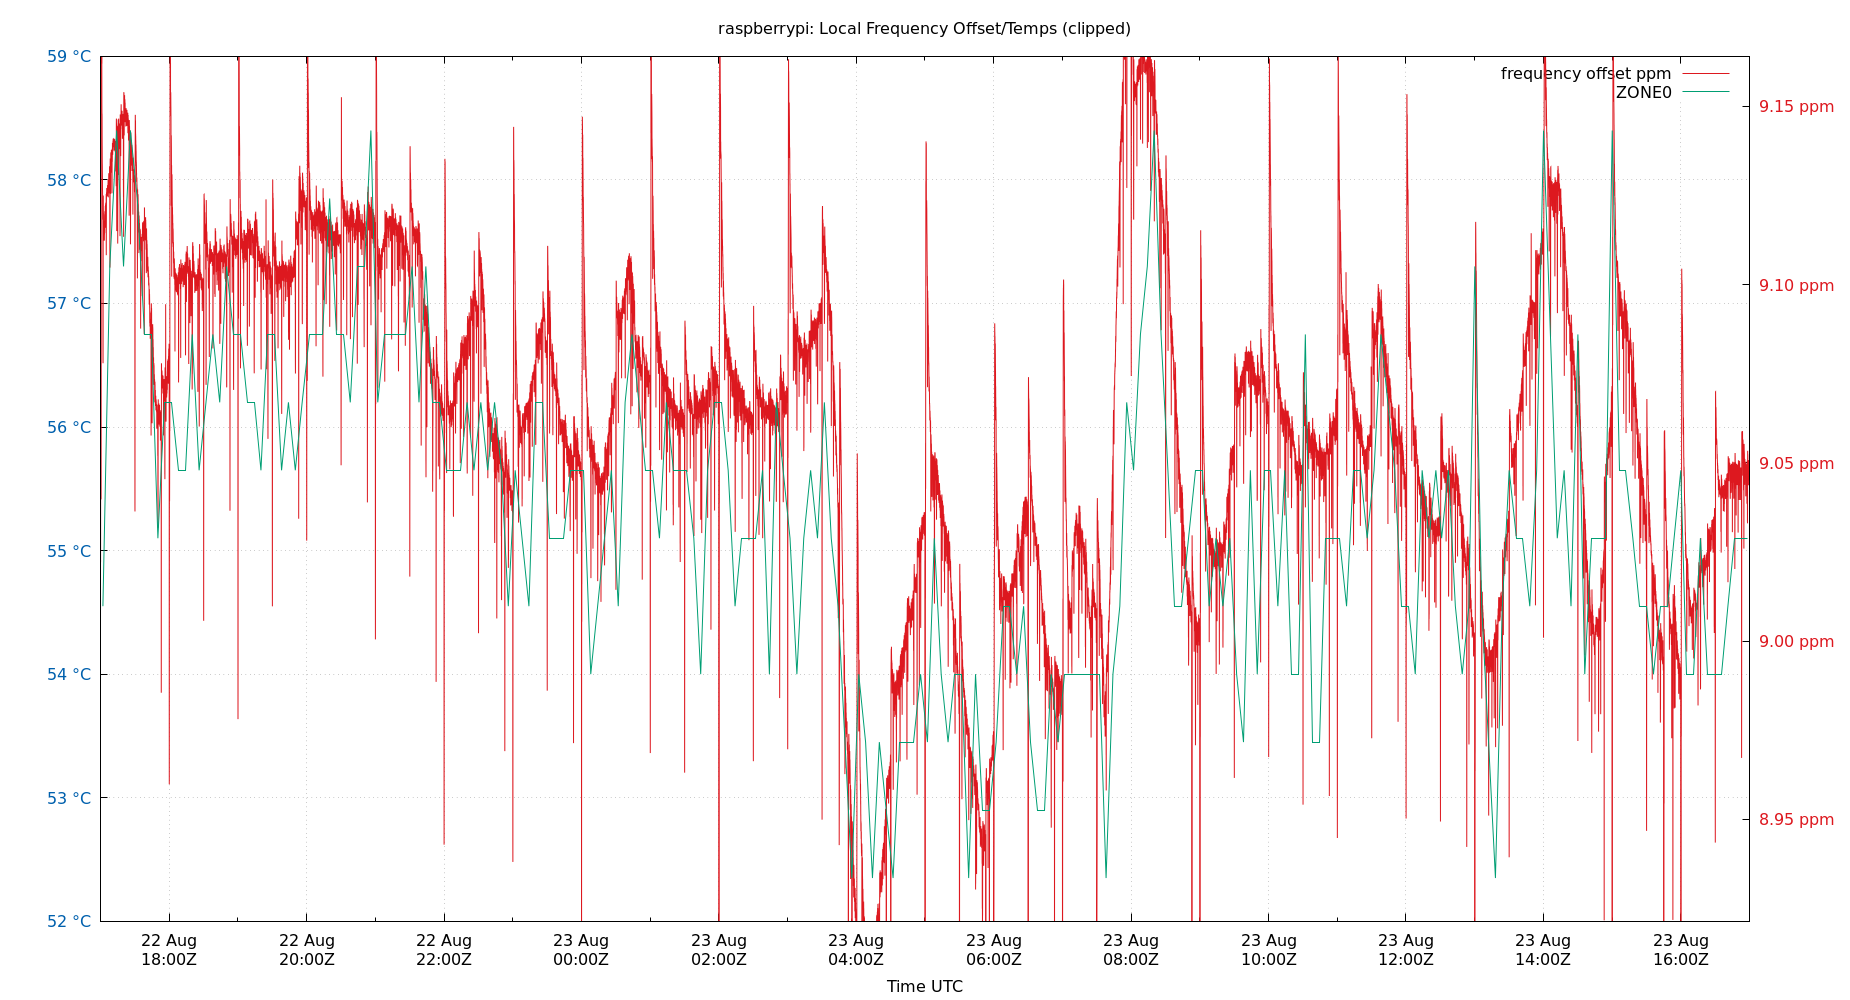 raspberrypi: Local Frequency Offset/Temps (clipped)
frequency offset ppm
ZONE0
59 °C
58 °C
57 °C
56 °C
55 °C
54 °C
53 °C
52 °C
9.15 ppm
9.10 ppm
9.05 ppm
9.00 ppm
8.95 ppm
22 Aug 22 Aug 22 Aug 23 Aug 23 Aug 23 Aug 23 Aug 23 Aug 23 Aug 23 Aug 23 Aug 23 Aug
18:00Z 20:00Z 22:00Z 00:00Z 02:00Z 04:00Z 06:00Z 08:00Z 10:00Z 12:00Z 14:00Z 16:00Z
Time UTC